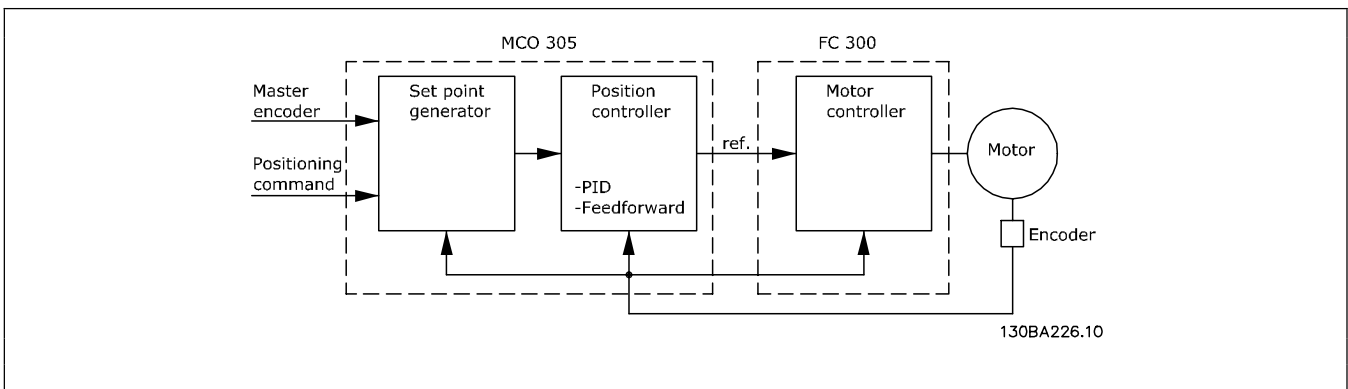 MCO 305
FC 300
Master
encoder
Positioning
command
Set point
generator
Position
controller
-PID
-Feedforward
ref.
Motor
controller
Motor
Encoder
130BA226.10